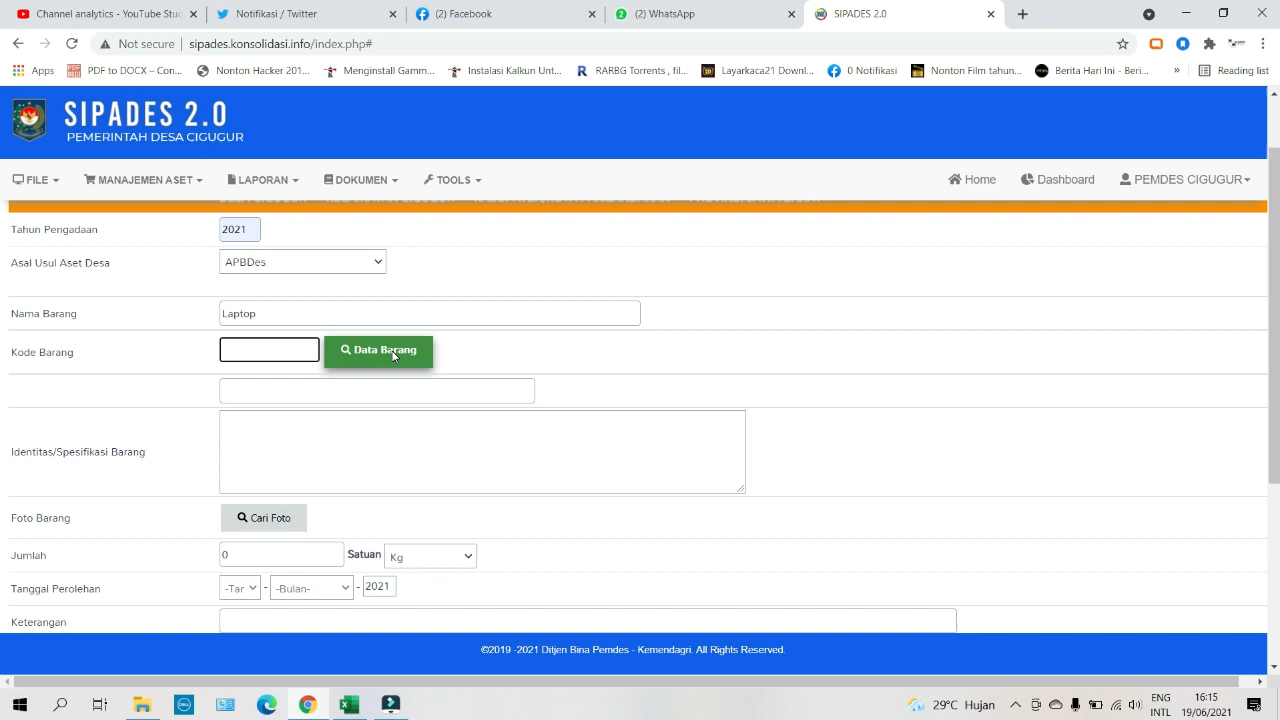 Channel analytics - YouTube Stu
Notifikasi / Twitter
(2) Facebook
(2) WhatsApp
SIPADES 2.0
Not secure | sipades.konsolidasi.info/index.php#
Apps
PDF to DOCX – Con...
Nonton Hacker 201...
Menginstall Gamm...
Instalasi Kalkun Unt...
RARBG Torrents , fil...
Layarkaca21 Downl...
0 Notifikasi
Nonton Film tahun...
Berita Hari Ini - Beri...
»
Reading list
SIPADES 2.0
PEMERINTAH DESA CIGUGUR
FILE
MANAJEMEN ASET
LAPORAN
DOKUMEN
TOOLS
Home
Dashboard
PEMDES CIGUGUR
Tahun Pengadaan
2021
Asal Usul Aset Desa
APBDes
Nama Barang
Laptop
Kode Barang
Data Barang
Identitas/Spesifikasi Barang
Foto Barang
Cari Foto
Jumlah
0
Satuan
Kg
Tanggal Perolehan
-Tar
-
-Bulan-
-
2021
Keterangan
©2019 -2021 Ditjen Bina Pemdes - Kemendagri. All Rights Reserved.
29°C Hujan
ENG
INTL
16:15
19/06/2021